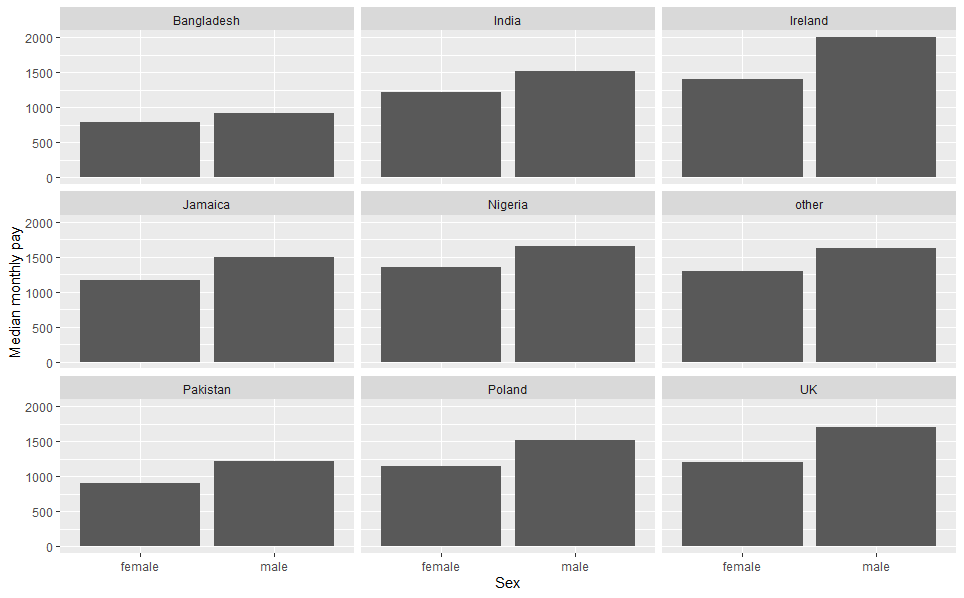 Bangladesh
India
Ireland
2000
1500
1000
500
0
Jamaica
Nigeria
other
2000
1500
1000
500
0
Median monthly pay
Pakistan
Poland
UK
2000
1500
1000
500
0
female
male
female
male
female
male
Sex